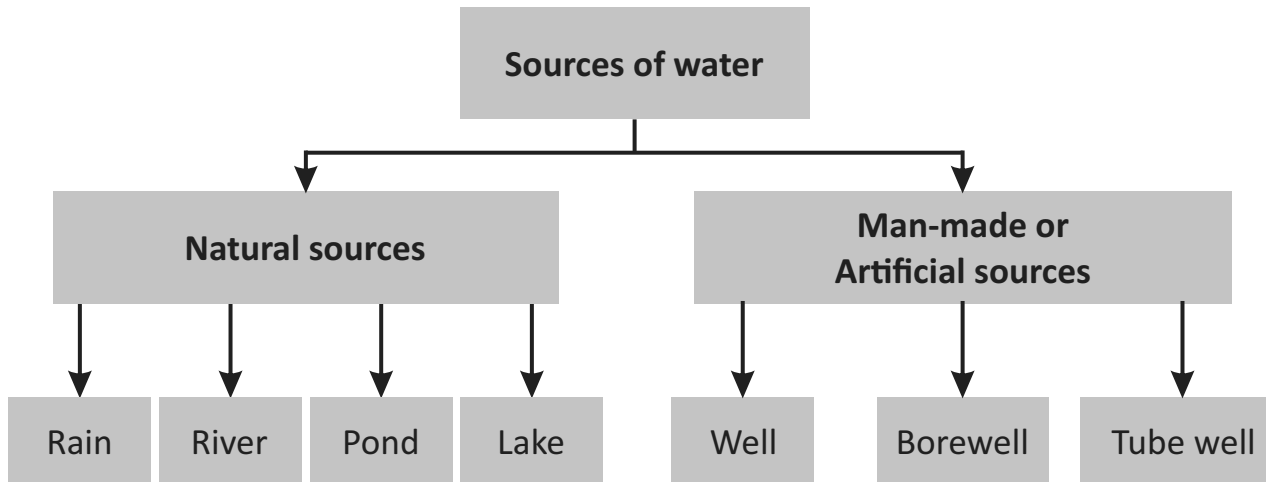 Sources of water
Natural sources
Man-made or
Artificial sources
Rain
River
Pond
Lake
Well
Borewell
Tube well